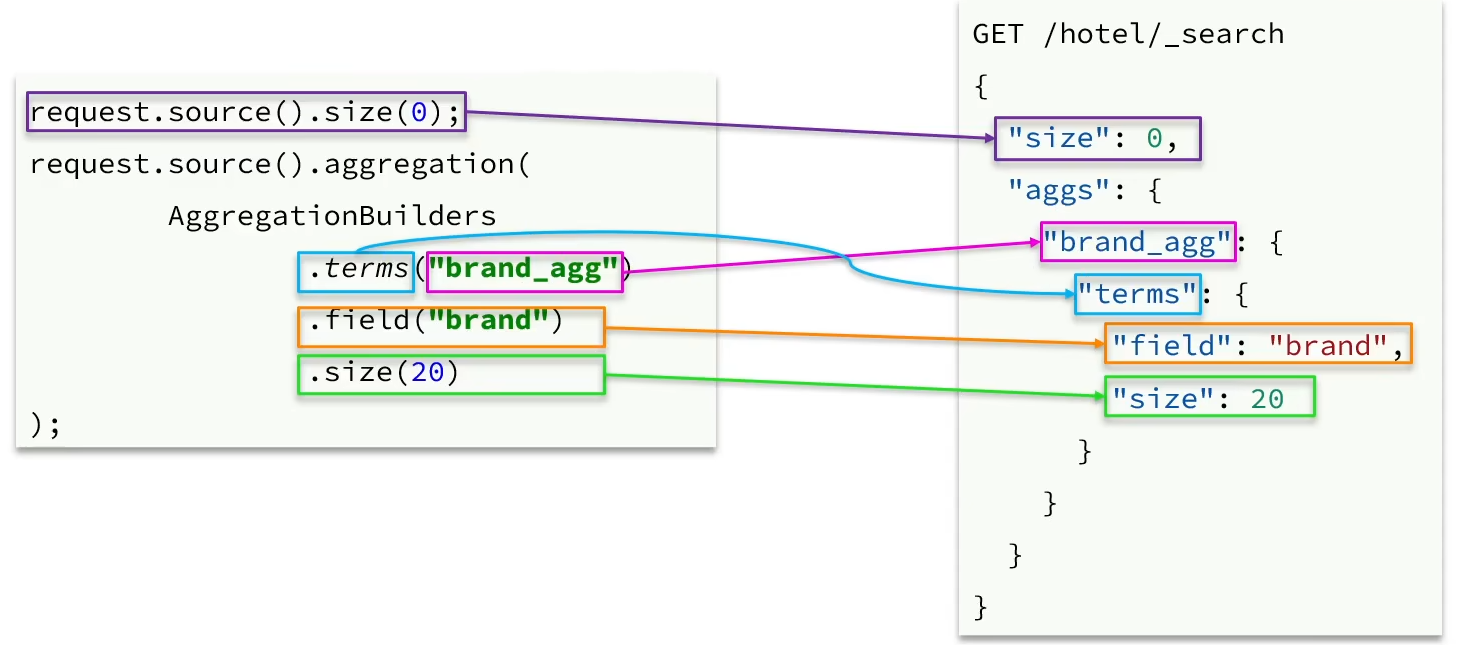 request.source().size(0);
request.source().aggregation(
AggregationBuilders
.terms("brand_agg")
.field("brand")
.size(20)
);
GET /hotel/_search
{
"size": 0,
"aggs": {
"brand_agg": {
"terms": {
"field": "brand",
"size": 20
}
}
}
}